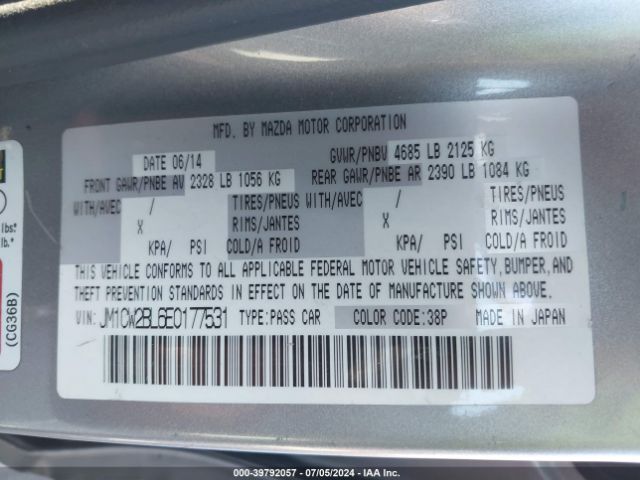 MFD. BY MAZDA MOTOR CORPORATION
DATE 06/14 GVWR/PNBV 4685 LB 2125 KG
FRONT GAWR/PNBE AV 2328 LB 1056 KG REAR GAWR/PNBE AR 2390 LB 1084 KG
WITH/AVEC / TIRES/PNEUS WITH/AVEC / TIRES/PNEUS
X RIMS/JANTES X RIMS/JANTES
KPA/ PSI COLD/A FROID KPA/ PSI COLD/A FROID
THIS VEHICLE CONFORMS TO ALL APPLICABLE FEDERAL MOTOR VEHICLE SAFETY, BUMPER, AND
THEFT PREVENTION STANDARDS IN EFFECT ON THE DATE OF MANUFACTURE SHOWN ABOVE.
VIN: JM1CW2BL6E0177531 TYPE:PASS CAR COLOR CODE:38P MADE IN JAPAN
lbs.
lb.*
(CG36B)
000-39792057 / 07/05/2024 / IAA Inc.